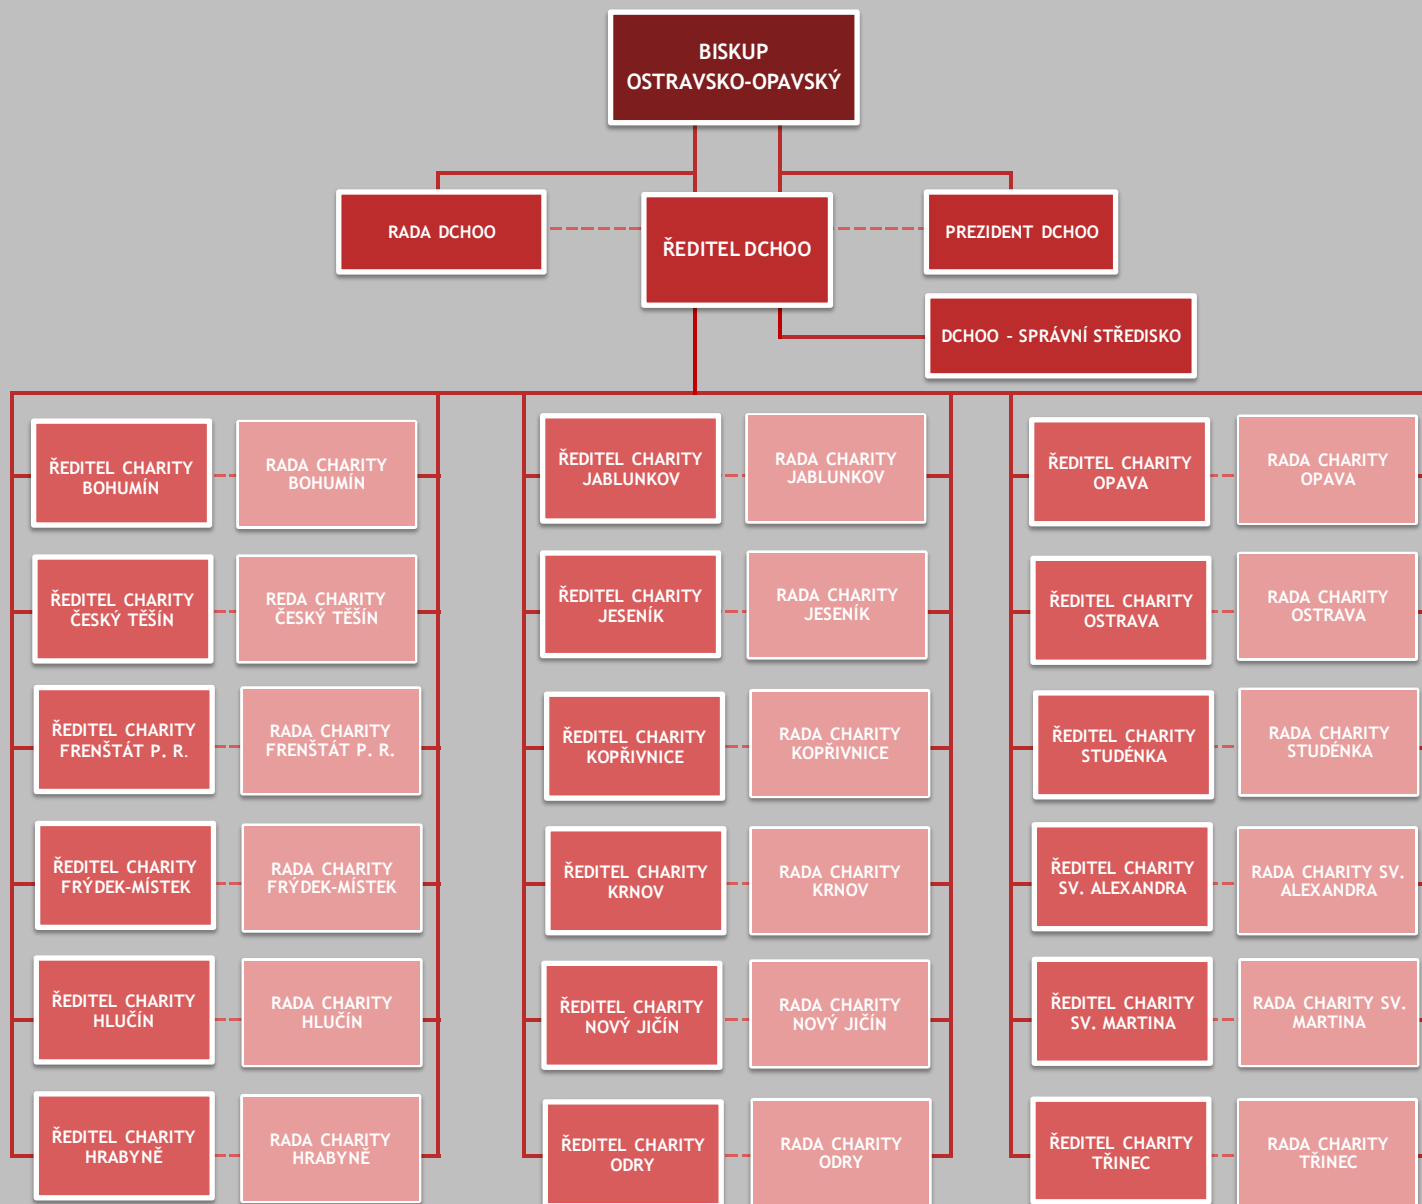 BISKUP
OSTRAVSKO-OPAVSKÝ
RADA DCHOO
ŘEDITEL DCHOO
PREZIDENT DCHOO
DCHOO - SPRÁVNÍ STŘEDISKO
ŘEDITEL CHARITY
BOHUMÍN
RADA CHARITY
BOHUMÍN
ŘEDITEL CHARITY
JABLUNKOV
RADA CHARITY
JABLUNKOV
ŘEDITEL CHARITY
OPAVA
RADA CHARITY
OPAVA
ŘEDITEL CHARITY
ČESKÝ TĚŠÍN
REDA CHARITY
ČESKÝ TĚŠÍN
ŘEDITEL CHARITY
JESENÍK
RADA CHARITY
JESENÍK
ŘEDITEL CHARITY
OSTRAVA
RADA CHARITY
OSTRAVA
ŘEDITEL CHARITY
FRENŠTÁT P. R.
RADA CHARITY
FRENŠTÁT P. R.
ŘEDITEL CHARITY
KOPŘIVNICE
RADA CHARITY
KOPŘIVNICE
ŘEDITEL CHARITY
STUDÉNKA
RADA CHARITY
STUDÉNKA
ŘEDITEL CHARITY
FRÝDEK-MÍSTEK
RADA CHARITY
FRÝDEK-MÍSTEK
ŘEDITEL CHARITY
KRNOV
RADA CHARITY
KRNOV
ŘEDITEL CHARITY
SV. ALEXANDRA
RADA CHARITY SV.
ALEXANDRA
ŘEDITEL CHARITY
HLUČÍN
RADA CHARITY
HLUČÍN
ŘEDITEL CHARITY
NOVÝ JIČÍN
RADA CHARITY
NOVÝ JIČÍN
ŘEDITEL CHARITY
SV. MARTINA
RADA CHARITY SV.
MARTINA
ŘEDITEL CHARITY
HRABYNĚ
RADA CHARITY
HRABYNĚ
ŘEDITEL CHARITY
ODRY
RADA CHARITY
ODRY
ŘEDITEL CHARITY
TŘINEC
RADA CHARITY
TŘINEC